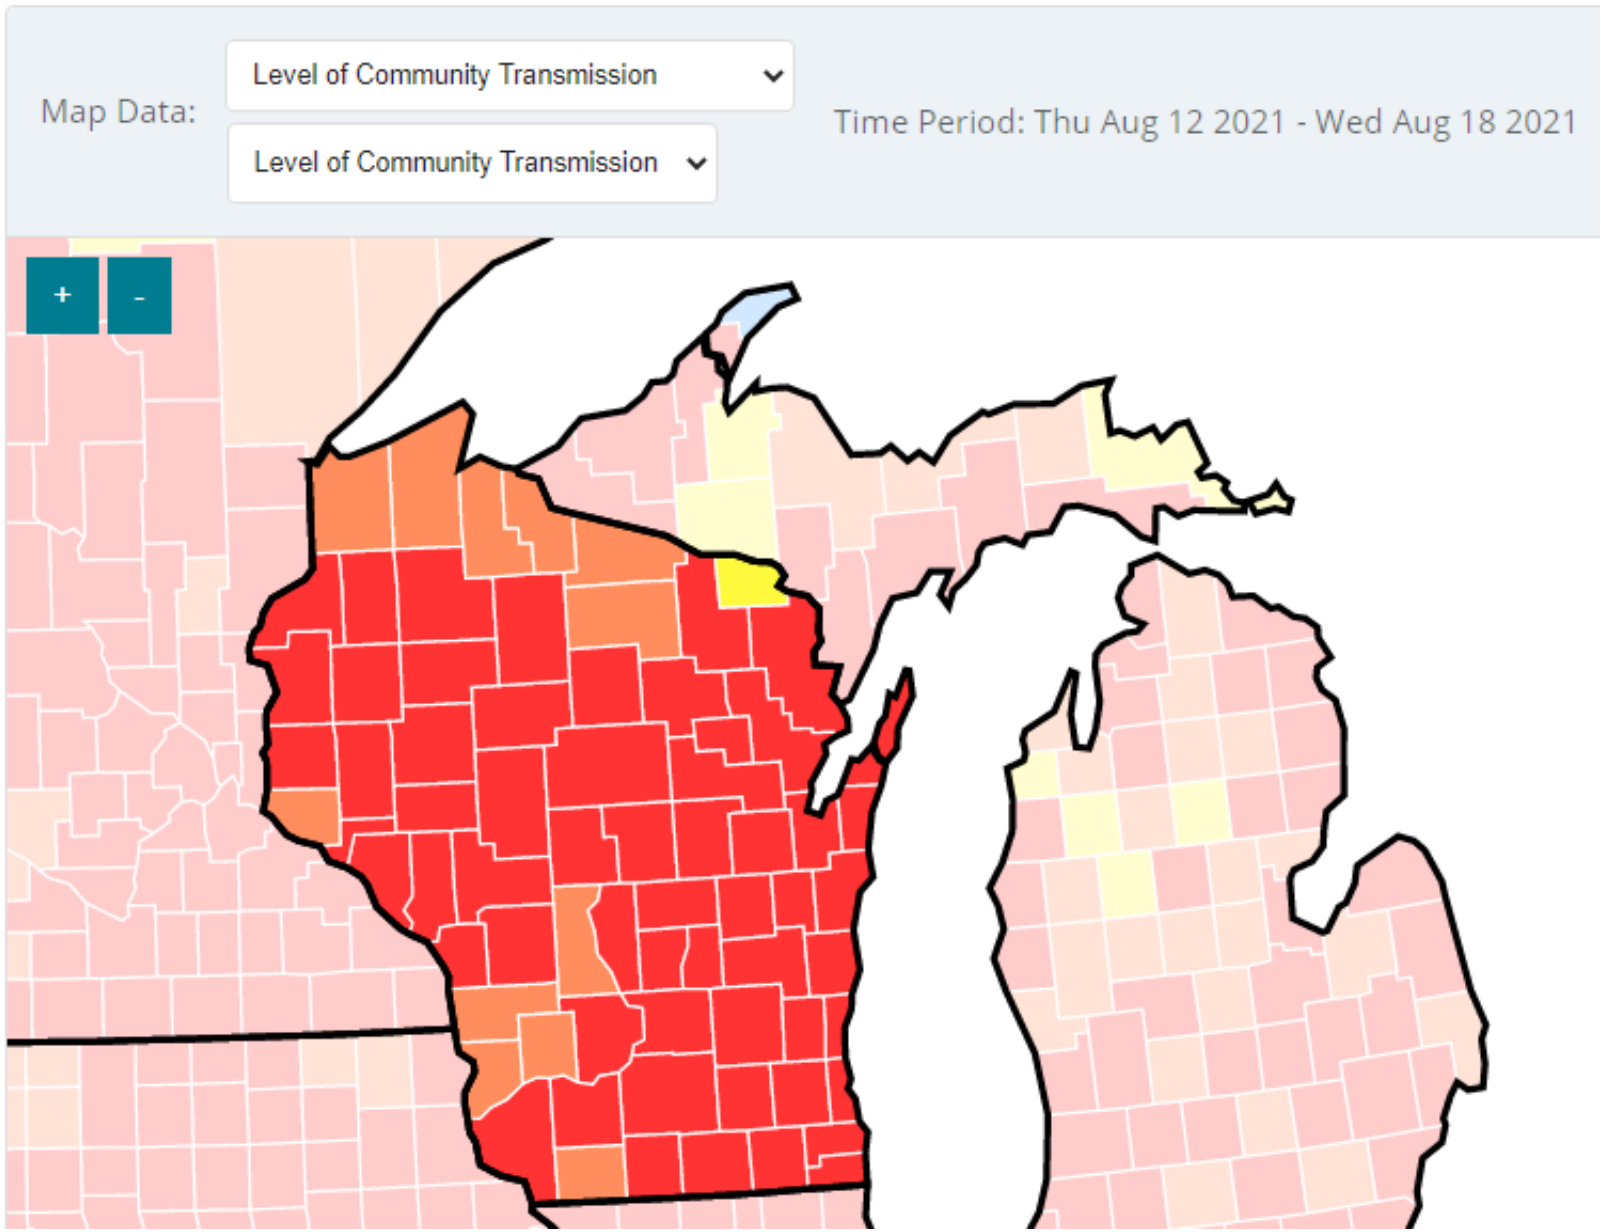 Level of Community Transmission
Map Data:
Time Period: Thu Aug 12 2021 - Wed Aug 18 2021
Level of Community Transmission
+ -